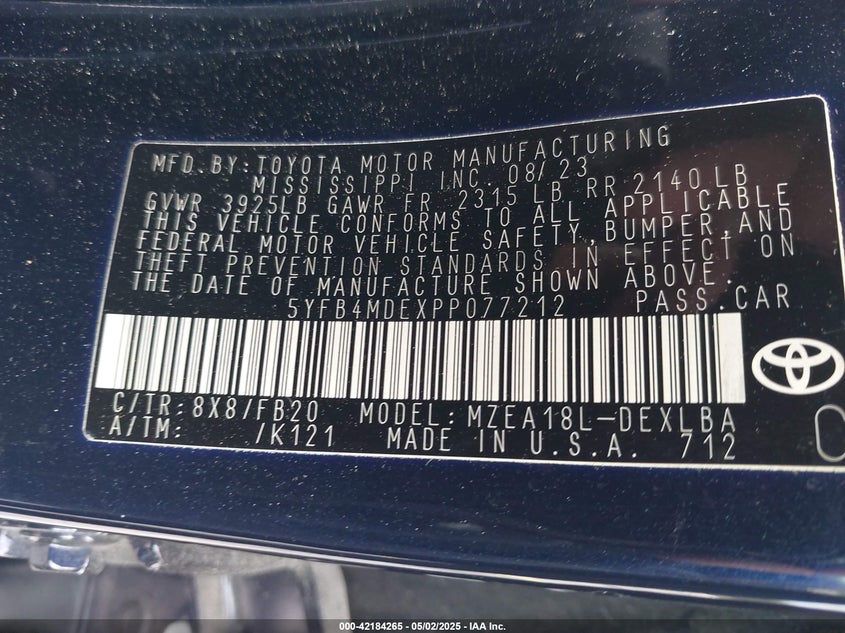 MFD.BY:TOYOTA MOTOR MANUFACTURING
MISSISSIPPI INC. 08/23
GVWR 3925LB GAWR FR 2315 LB RR 2140 LB
THIS VEHICLE CONFORMS TO ALL APPLICABLE
FEDERAL MOTOR VEHICLE SAFETY,BUMPER,AND
THEFT PREVENTION STANDARDS IN EFFECT ON
THE DATE OF MANUFACTURE SHOWN ABOVE.
5YFB4MDEXPP077212 PASS.CAR
C/TR:8X8/FB20 MODEL:MZEA18L-DEXLBA
A/TM: /K121 MADE IN U.S.A. 712
000-42184265 - 05/02/2025 - IAA Inc.